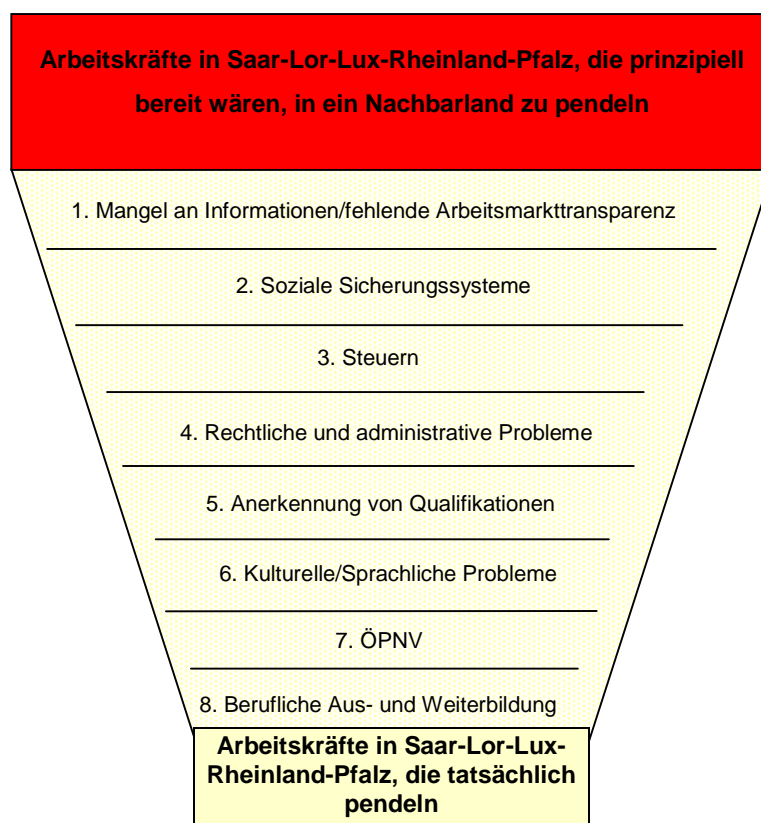 Arbeitskräfte in Saar-Lor-Lux-Rheinland-Pfalz, die prinzipiell
bereit wären, in ein Nachbarland zu pendeln
1. Mangel an Informationen/fehlende Arbeitsmarkttransparenz
2. Soziale Sicherungssysteme
3. Steuern
4. Rechtliche und administrative Probleme
5. Anerkennung von Qualifikationen
6. Kulturelle/Sprachliche Probleme
7. ÖPNV
8. Berufliche Aus- und Weiterbildung
Arbeitskräfte in Saar-Lor-Lux-
Rheinland-Pfalz, die tatsächlich
pendeln